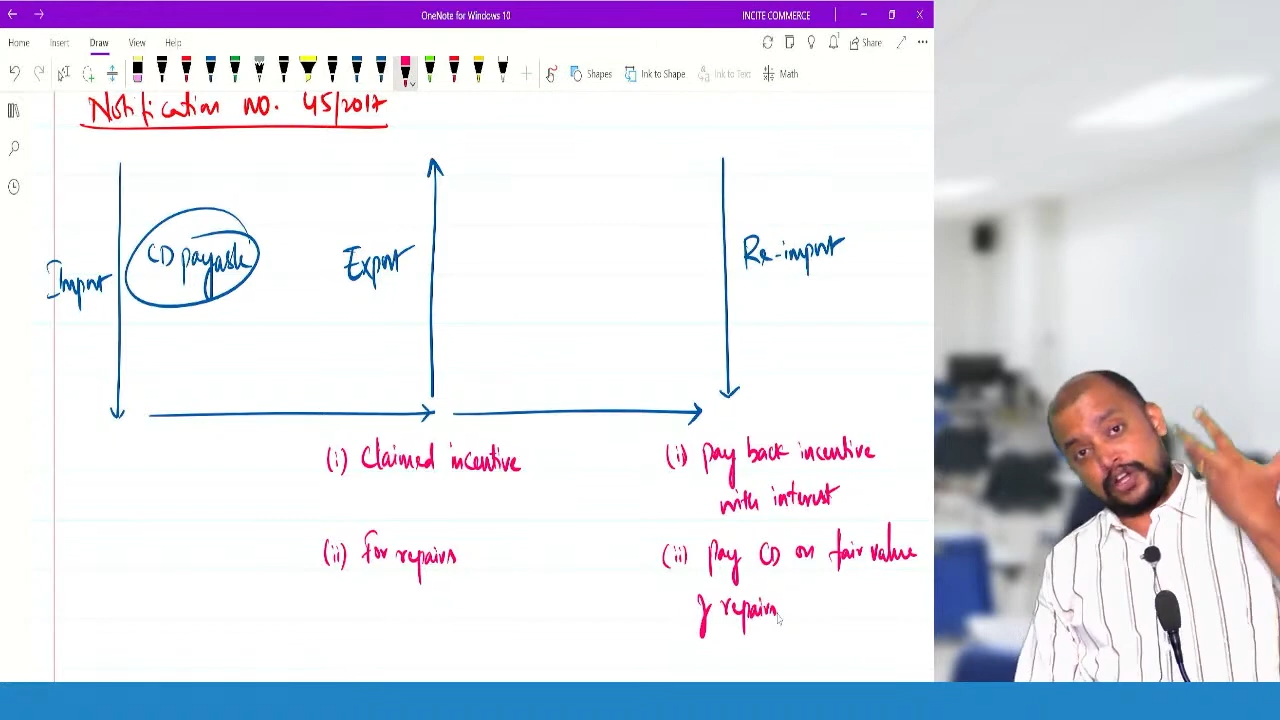 OneNote for Windows 10
INCITE COMMERCE
Home Insert Draw View Help
Share
Shapes Ink to Shape Ink to Text Math
Notification no. 45/2017
Import
CD payable
Export
Re-import
(i) Claimed incentive
(i) pay back incentive
with interest
(ii) For repairs
(ii) pay CD on fair value
of repairs